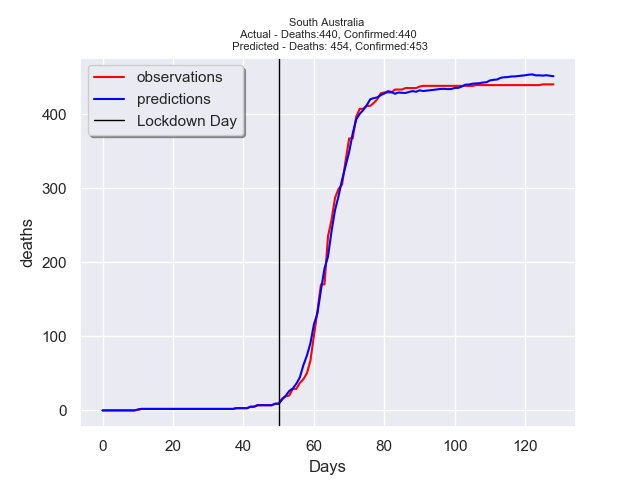 South Australia
Actual - Deaths:440, Confirmed:440
Predicted - Deaths: 454, Confirmed:453
observations
predictions
Lockdown Day
400
300
200
100
0
deaths
0 20 40 60 80 100 120
Days